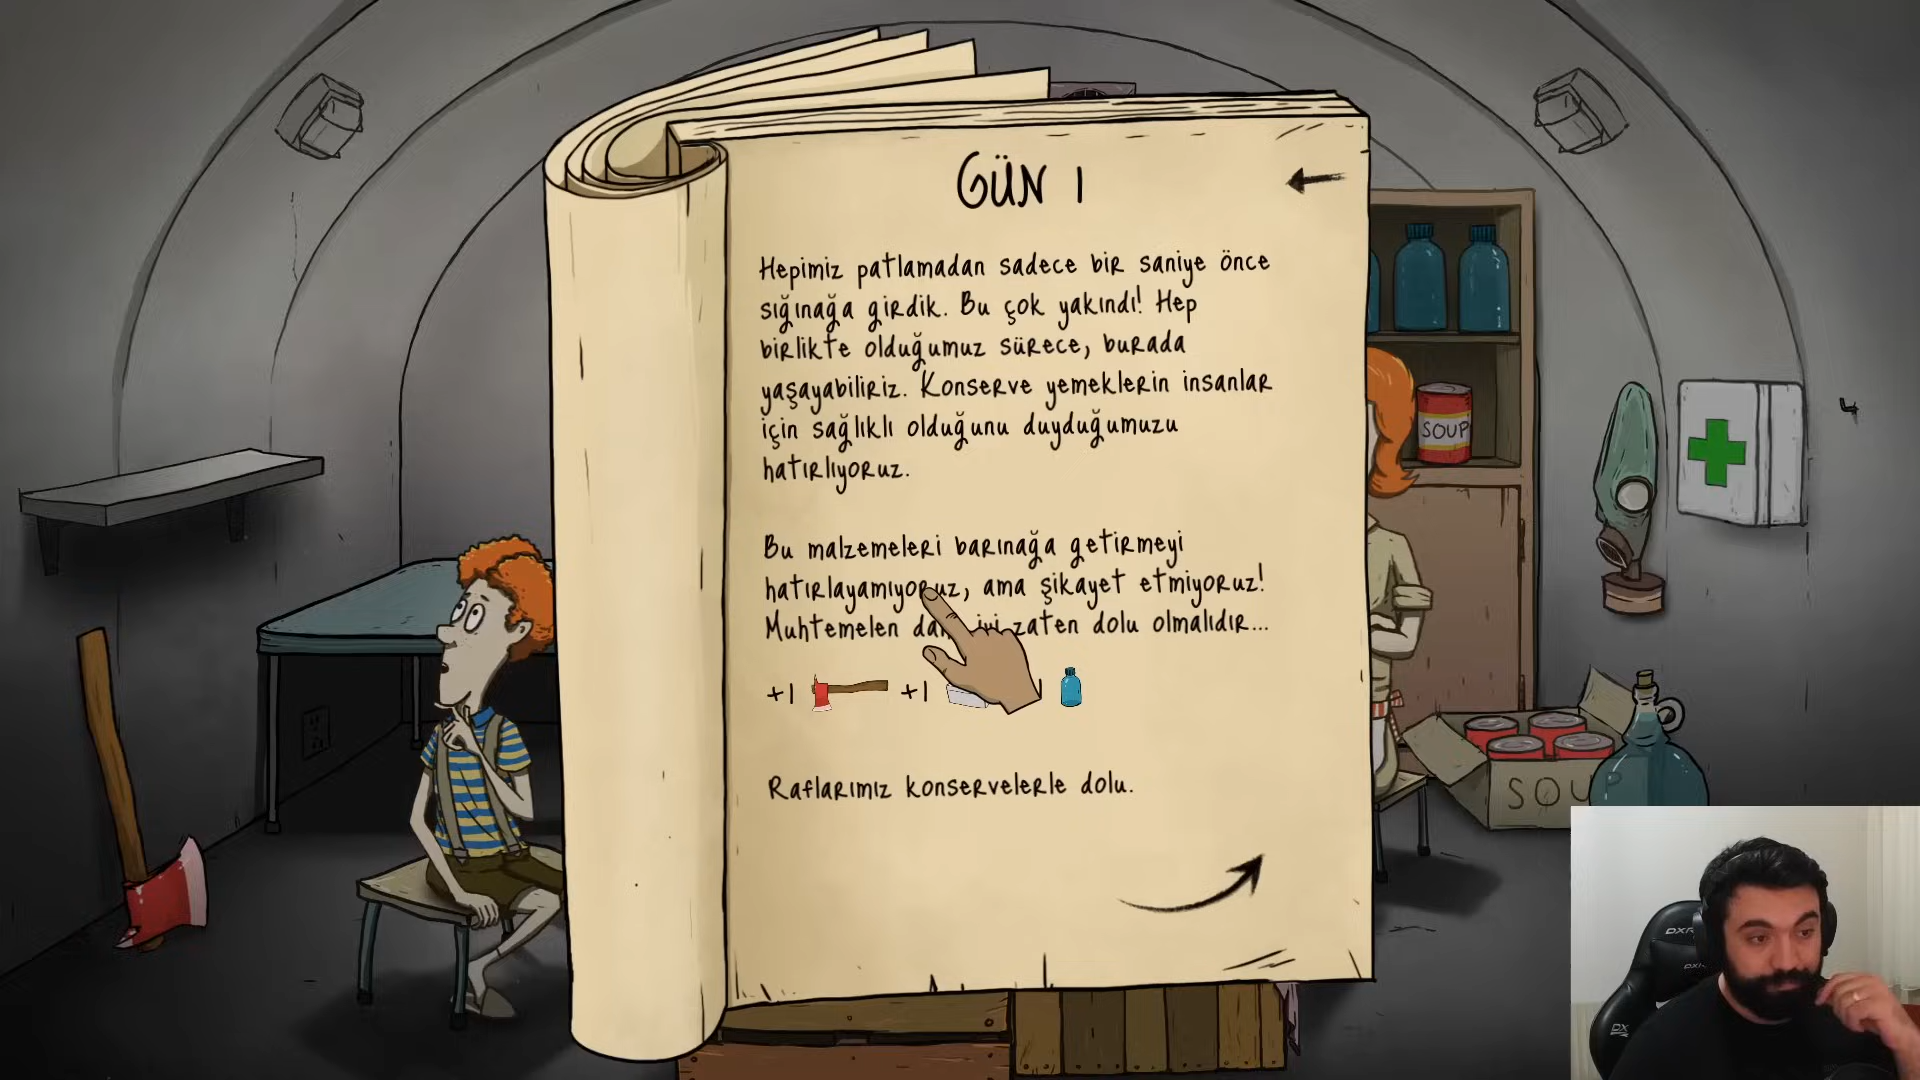 GÜN 1
Hepimiz patlamadan sadece bir saniye önce
sığınağa girdik. Bu çok yakındı! Hep
birlikte olduğumuz sürece, burada
yaşayabiliriz. Konserve yemeklerin insanlar
için sağlıklı olduğunu duyduğumuzu
hatırlıyoruz.
Bu malzemeleri barınağa getirmeyi
hatırlayamıyoruz, ama şikayet etmiyoruz!
Muhtemelen zaten dolu olmalıdır...
+1 +1
Raflarımız konservelerle dolu.
SOUP